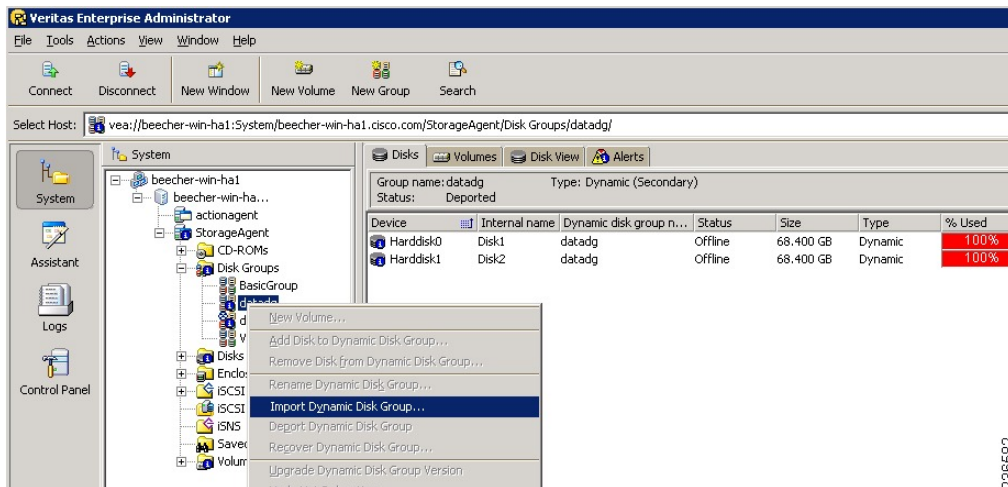 Veritas Enterprise Administrator
File Tools Actions View Window Help
Connect Disconnect New Window New Volume New Group Search
Select Host: vea://beecher-win-ha1:System/beecher-win-ha1.cisco.com/StorageAgent/Disk Groups/datadg/
System
Assistant
Logs
Control Panel
System
beecher-win-ha1
beecher-win-ha...
actionagent
StorageAgent
CD-ROMs
Disk Groups
BasicGroup
datadg
d
V
Disks
Enclo
iSCSI
iSCSI
iSNS
Saved
Volum
New Volume...
Add Disk to Dynamic Disk Group...
Remove Disk from Dynamic Disk Group...
Rename Dynamic Disk Group...
Import Dynamic Disk Group...
Deport Dynamic Disk Group
Recover Dynamic Disk Group...
Upgrade Dynamic Disk Group Version
Disks Volumes Disk View Alerts
Group name: datadg Type: Dynamic (Secondary)
Status: Deported
Device Internal name Dynamic disk group n... Status Size Type % Used
Harddisk0 Disk1 datadg Offline 68.400 GB Dynamic 100%
Harddisk1 Disk2 datadg Offline 68.400 GB Dynamic 100%